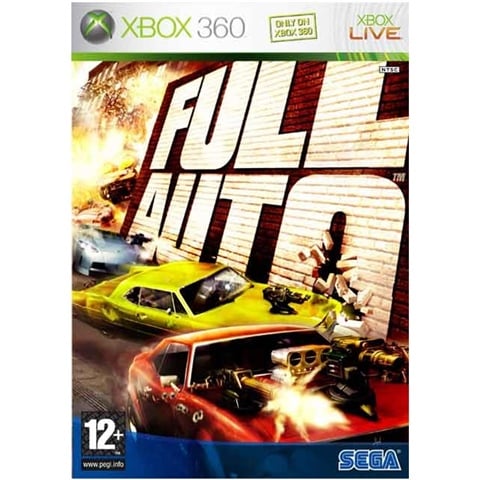 XBOX 360
ONLY ON
XBOX 360
XBOX
LIVE
NTSC
FULL
AUTO
TM
12+
www.pegi.info
SEGA